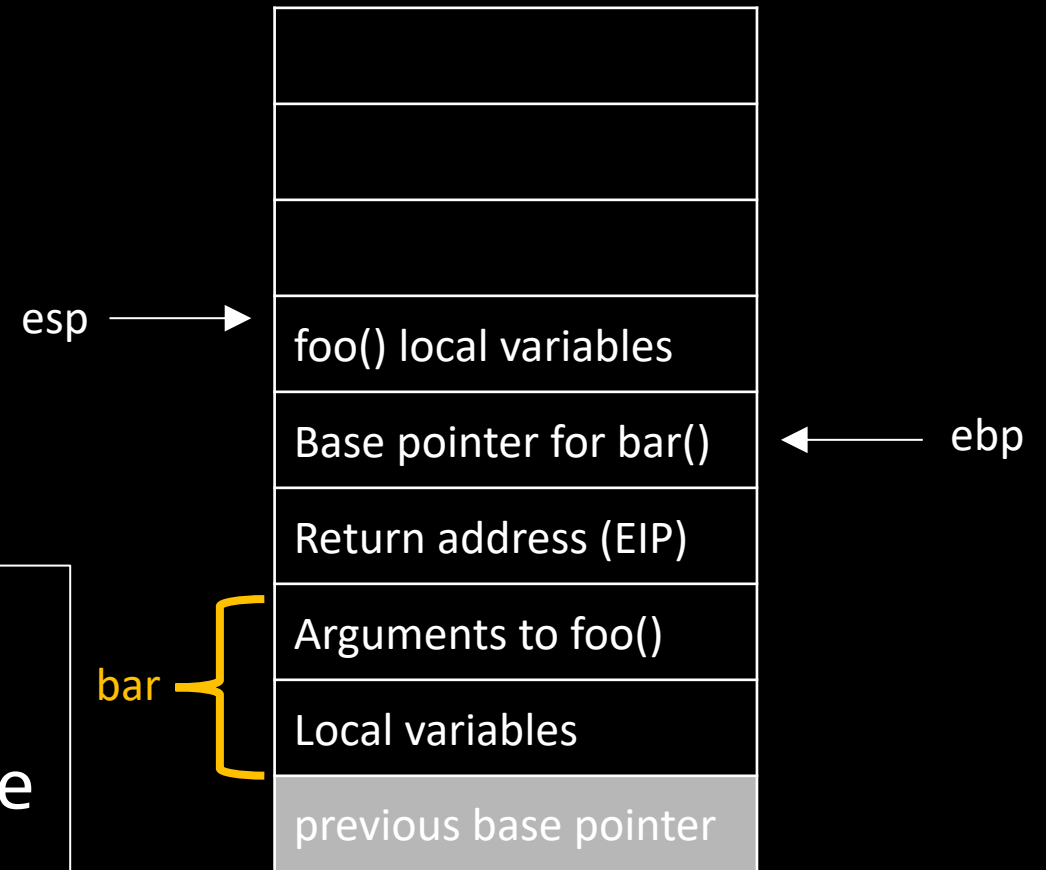 esp
foo() local variables
Base pointer for bar()
ebp
Return address (EIP)
Arguments to foo()
bar
Local variables
e
previous base pointer